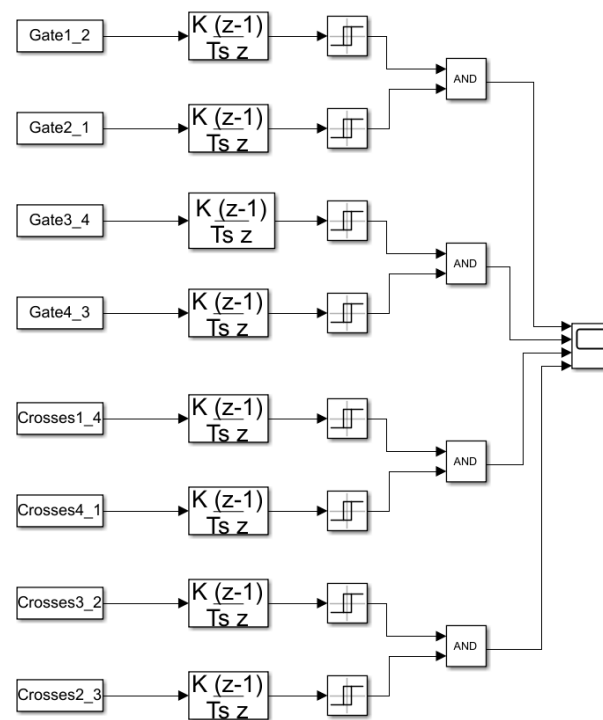 Gate1_2
K (z-1)
Ts z
AND
Gate2_1
K (z-1)
Ts z
Gate3_4
K (z-1)
Ts z
AND
Gate4_3
K (z-1)
Ts z
Crosses1_4
K (z-1)
Ts z
AND
Crosses4_1
K (z-1)
Ts z
Crosses3_2
K (z-1)
Ts z
AND
Crosses2_3
K (z-1)
Ts z